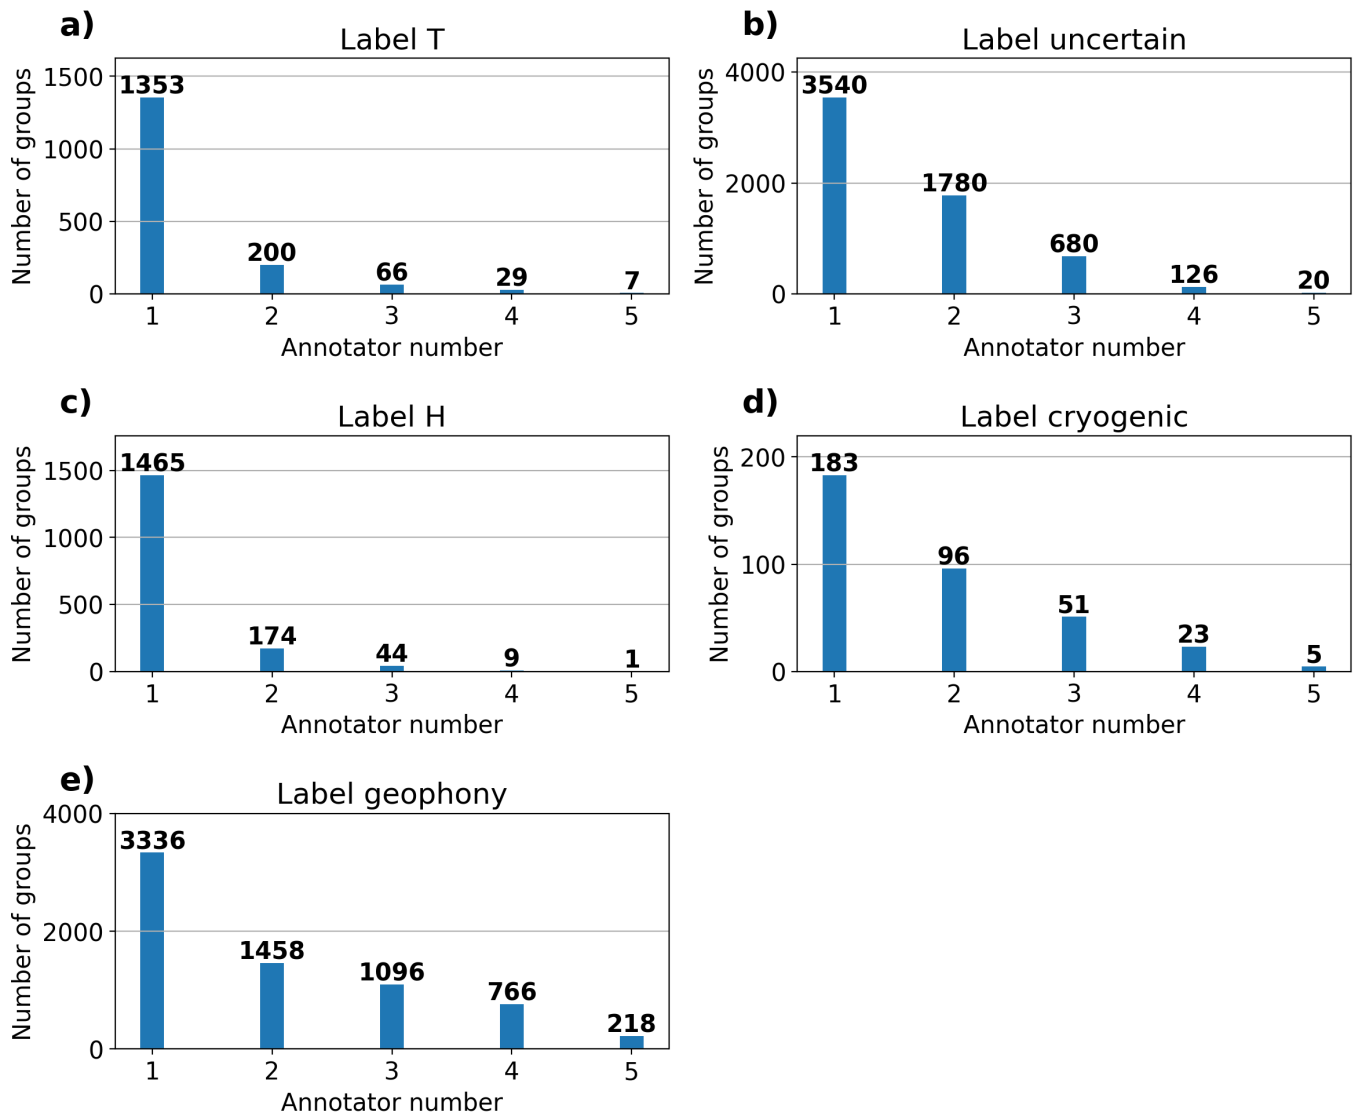 a)
Label T
Number of groups
1500
1000
500
0
1353
200
66
29
7
1 2 3 4 5
Annotator number
b)
Label uncertain
Number of groups
4000
2000
0
3540
1780
680
126
20
1 2 3 4 5
Annotator number
c)
Label H
Number of groups
1500
1000
500
0
1465
174
44
9
1
1 2 3 4 5
Annotator number
d)
Label cryogenic
Number of groups
200
100
0
183
96
51
23
5
1 2 3 4 5
Annotator number
e)
Label geophony
Number of groups
4000
2000
0
3336
1458
1096
766
218
1 2 3 4 5
Annotator number